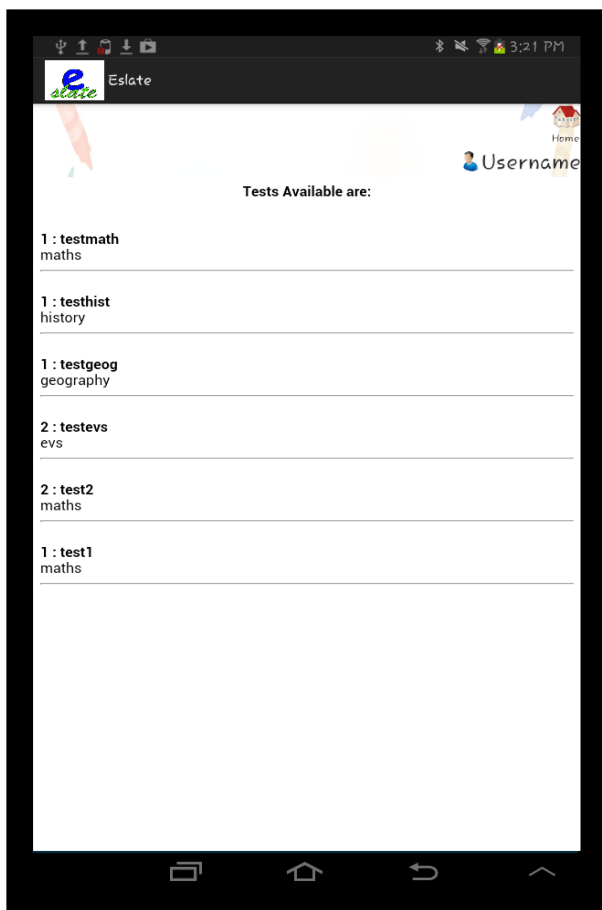 3:21 PM
e
slate
Eslate
Home
Username
Tests Available are:
1 : testmath
maths
1 : testhist
history
1 : testgeog
geography
2 : testevs
evs
2 : test2
maths
1 : test1
maths